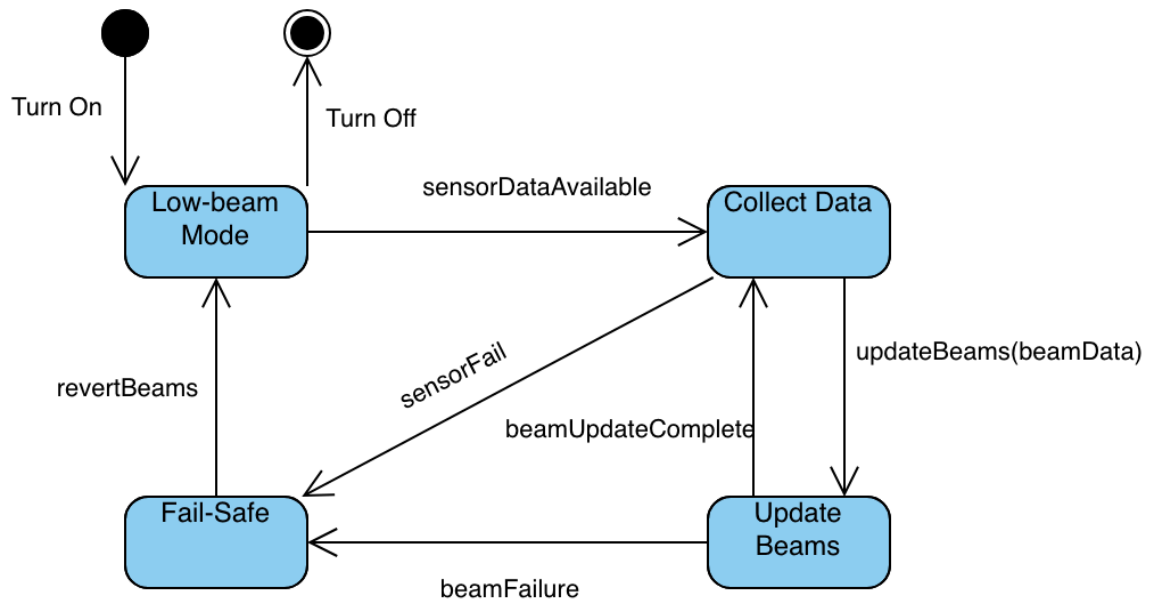 Turn On
Turn Off
Low-beam
Mode
sensorDataAvailable
Collect Data
sensorFail
updateBeams(beamData)
revertBeams
beamUpdateComplete
Fail-Safe
Update
Beams
beamFailure